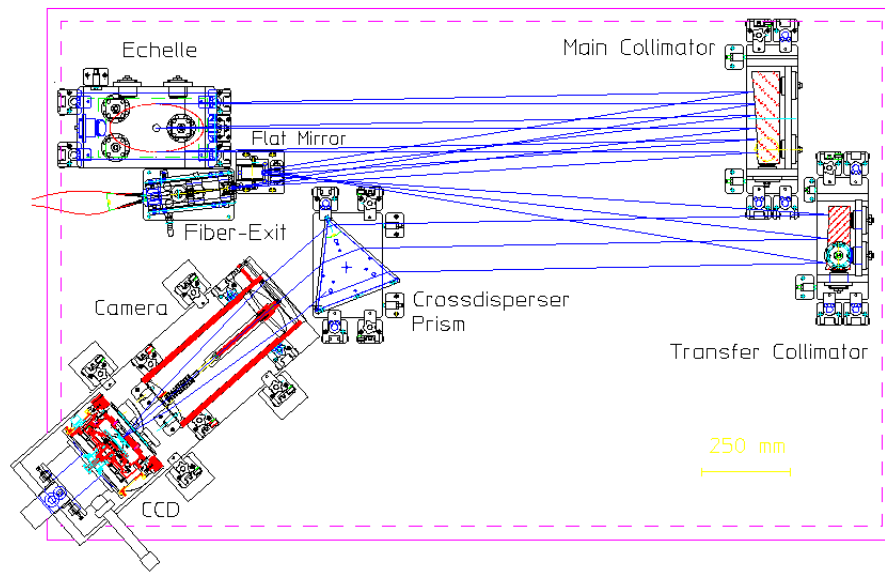 Echelle
Main Collimator
Flat Mirror
Fiber-Exit
Camera
Crossdisperser
Prism
Transfer Collimator
250 mm
CCD